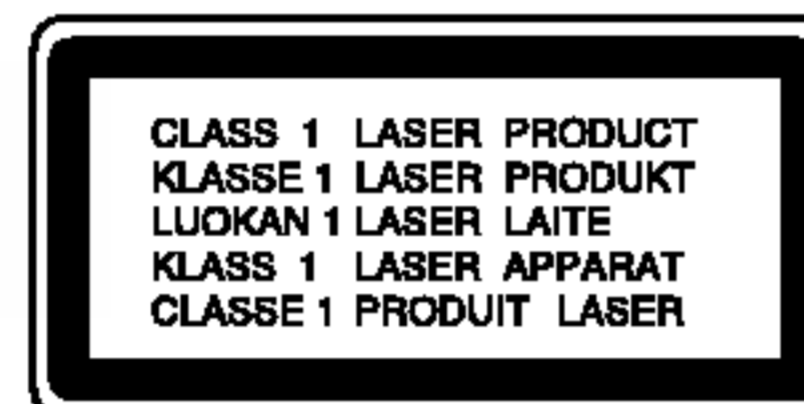 CLASS 1 LASER PRODUCT
KLASSE 1 LASER PRODUKT
LUOKAN 1 LASER LAITE
KLASS 1 LASER APPARAT
CLASSE 1 PRODUIT LASER